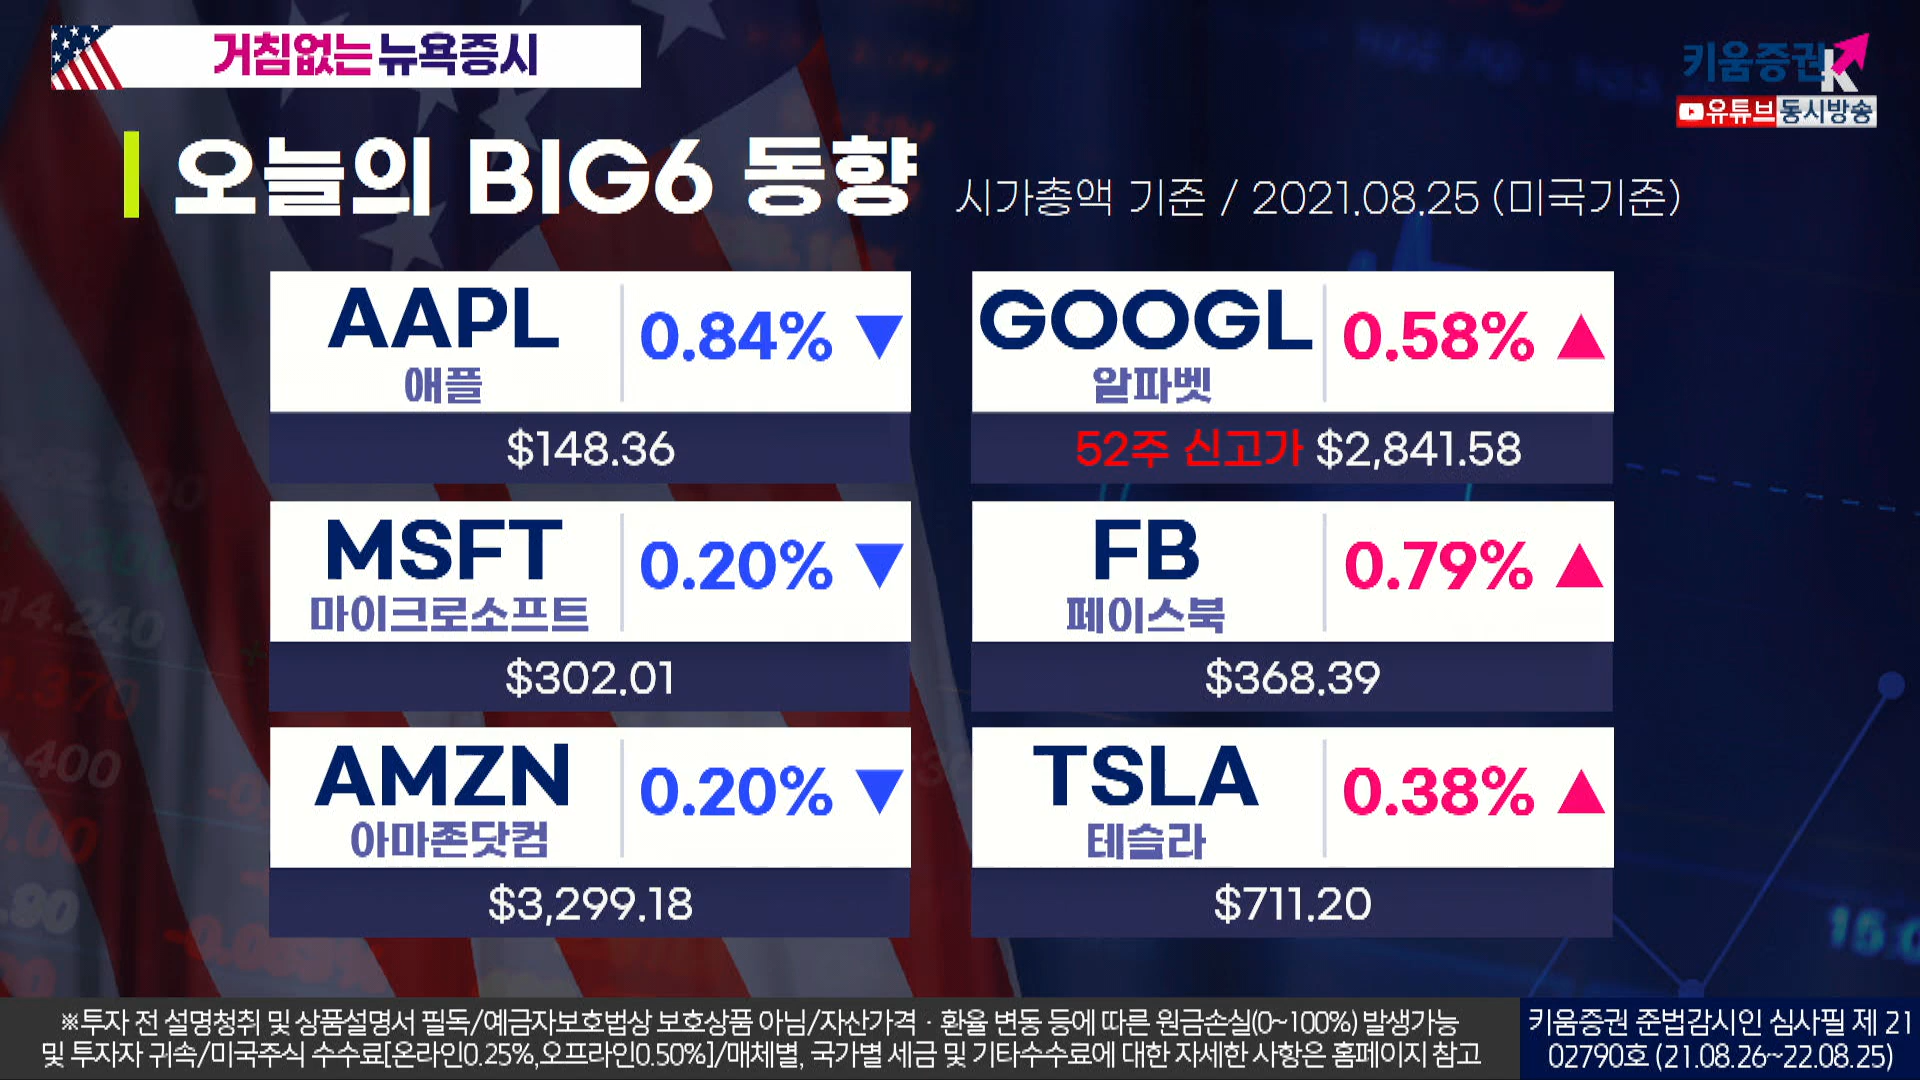 거침없는 뉴욕증시
키움증권 K
유튜브 동시방송
오늘의 BIG6 동향 시가총액 기준 / 2021.08.25 (미국기준)
AAPL 0.84% ▼
애플
$148.36
GOOGL 0.58% ▲
알파벳
52주 신고가 $2,841.58
MSFT 0.20% ▼
마이크로소프트
$302.01
FB 0.79% ▲
페이스북
$368.39
AMZN 0.20% ▼
아마존닷컴
$3,299.18
TSLA 0.38% ▲
테슬라
$711.20
14.240
.400
15:0
※투자 전 설명청취 및 상품설명서 필독/예금자보호법상 보호상품 아님/자산가격·환율 변동 등에 따른 원금손실(0~100%) 발생가능
및 투자자 귀속/미국주식 수수료[온라인0.25%,오프라인0.50%]/매체별, 국가별 세금 및 기타수수료에 대한 자세한 사항은 홈페이지 참고
키움증권 준법감시인 심사필 제 21
02790호 (21.08.26~22.08.25)